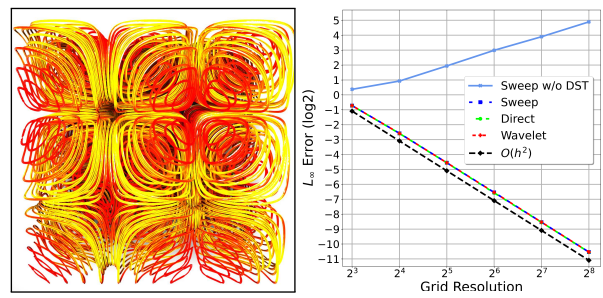 5
4
3
2
1
0
−1
−2
−3
−4
−5
−6
−7
−8
−9
−10
−11
L∞ Error (log2)
Sweep w/o DST
Sweep
Direct
Wavelet
O(h²)
2³ 2⁴ 2⁵ 2⁶ 2⁷ 2⁸
Grid Resolution